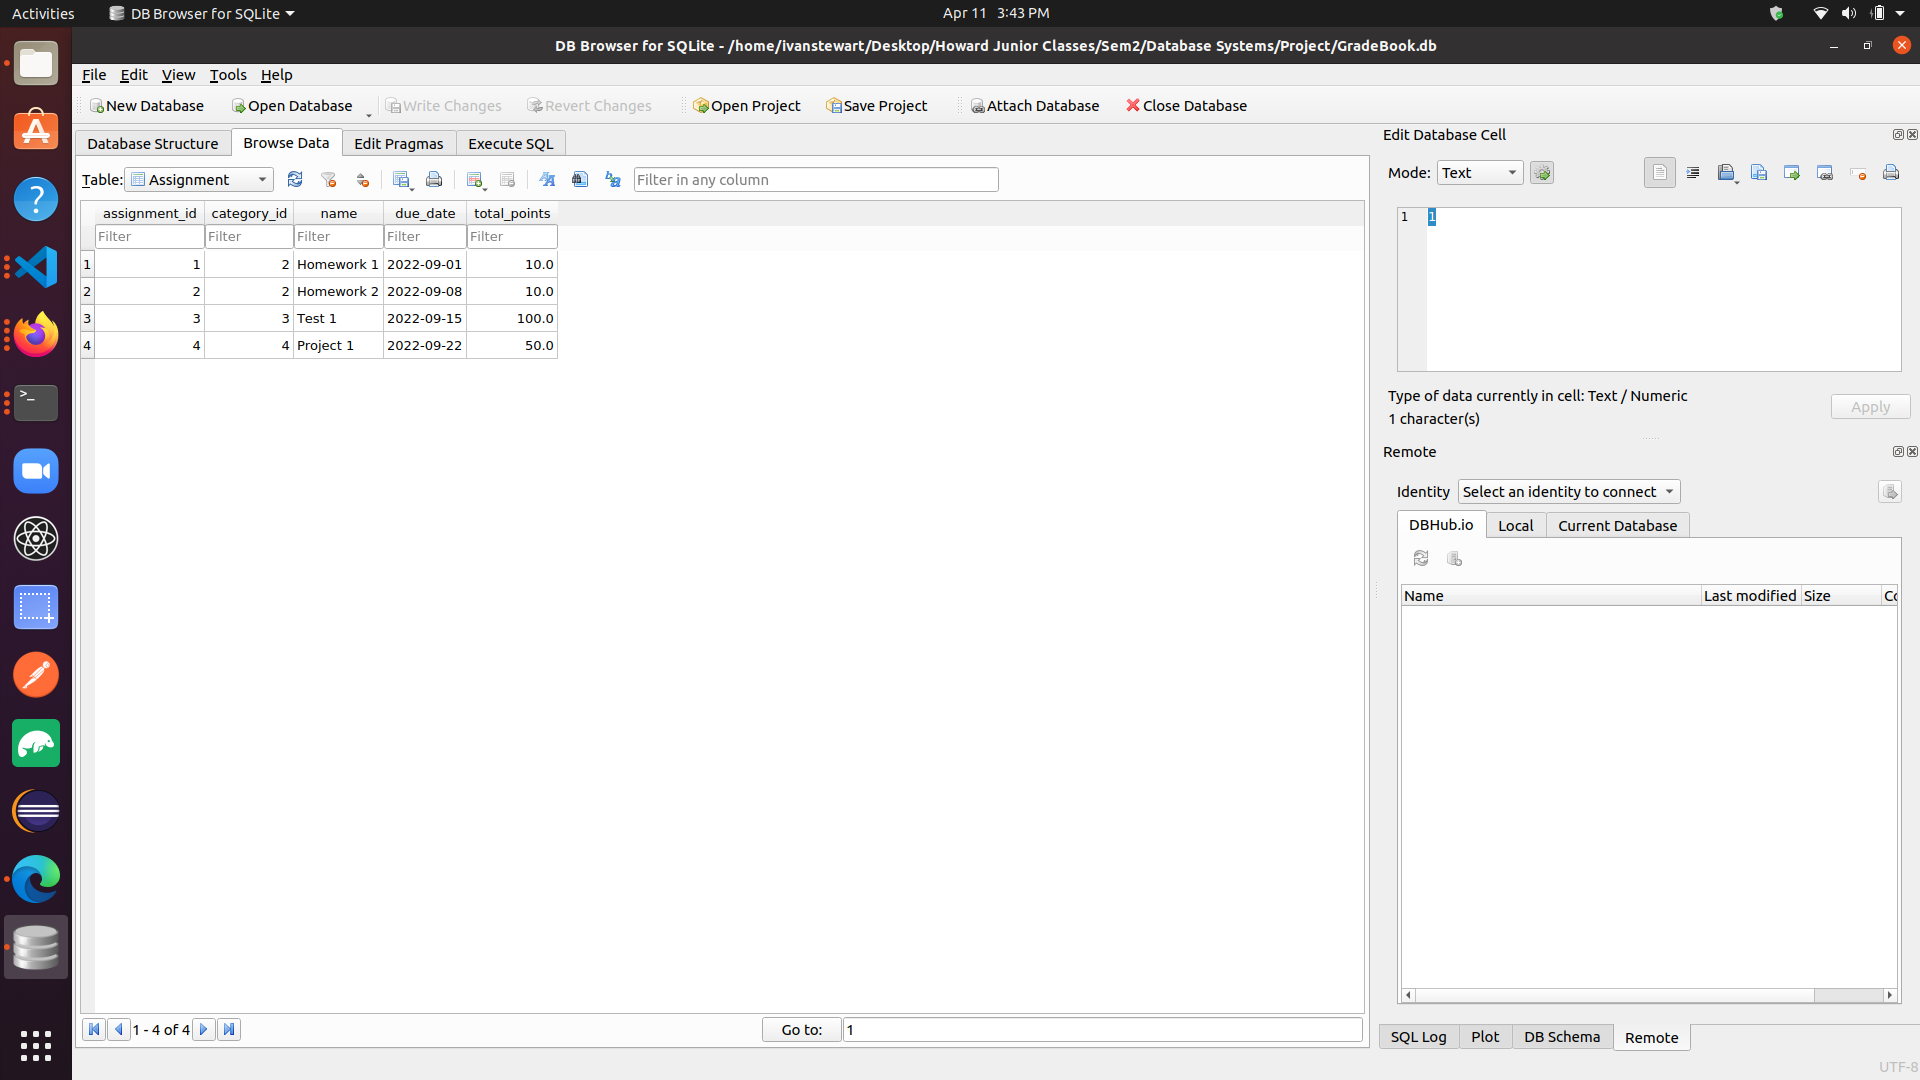 Activities DB Browser for SQLite Apr 11 3:43 PM
DB Browser for SQLite - /home/ivanstewart/Desktop/Howard Junior Classes/Sem2/Database Systems/Project/GradeBook.db
File Edit View Tools Help
New Database Open Database Write Changes Revert Changes Open Project Save Project Attach Database Close Database
Database Structure Browse Data Edit Pragmas Execute SQL
Table: Assignment Filter in any column
assignment_id category_id name due_date total_points
Filter Filter Filter Filter Filter
1 1 2 Homework 1 2022-09-01 10.0
2 2 2 Homework 2 2022-09-08 10.0
3 3 3 Test 1 2022-09-15 100.0
4 4 4 Project 1 2022-09-22 50.0
1 - 4 of 4 Go to: 1
Edit Database Cell
Mode: Text
1 1
Type of data currently in cell: Text / Numeric
1 character(s)
Apply
Remote
Identity Select an identity to connect
DBHub.io Local Current Database
Name Last modified Size Co
SQL Log Plot DB Schema Remote
UTF-8